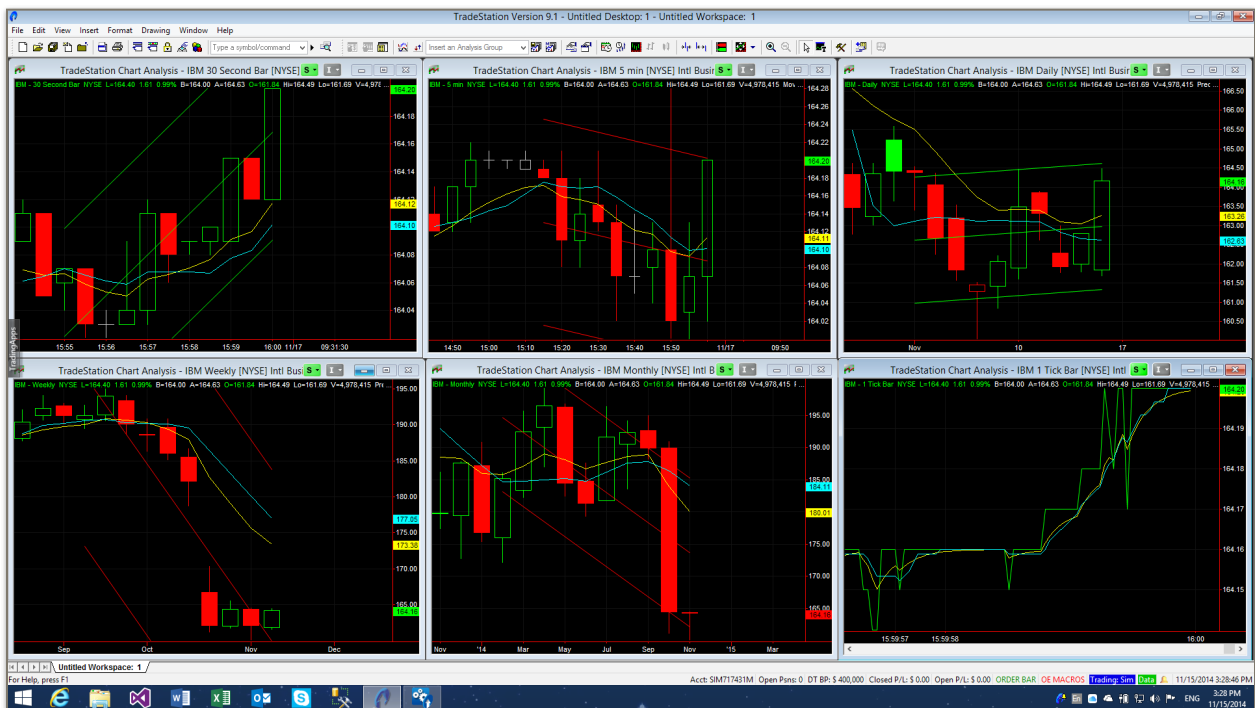 TradeStation Version 9.1 - Untitled Desktop: 1 - Untitled Workspace: 1
File Edit View Insert Format Drawing Window Help
Type a symbol/command
Insert an Analysis Group
TradeStation Chart Analysis - IBM 30 Second Bar [NYSE] S I
IBM - 30 Second Bar NYSE L=164.40 1.61 0.99% B=164.00 A=164.63 O=161.84 Hi=164.49 Lo=161.69 V=4,978,...
164.20
164.18
164.16
164.14
164.12
164.10
164.08
164.06
164.04
15:55 15:56 15:57 15:58 15:59 16:00 11/17 09:31:30
TradeStation Chart Analysis - IBM 5 min [NYSE] Intl Busir S I
IBM - 5 min NYSE L=164.40 1.61 0.99% B=164.00 A=164.63 O=161.84 Hi=164.49 Lo=161.69 V=4,978,415 Mov ...
164.28
164.26
164.24
164.22
164.20
164.18
164.16
164.14
164.12
164.11
164.10
164.08
164.06
164.04
164.02
14:50 15:00 15:10 15:20 15:30 15:40 15:50 11/17 09:50
TradeStation Chart Analysis - IBM Daily [NYSE] Intl Busir S I
IBM - Daily NYSE L=164.40 1.61 0.99% B=164.00 A=164.63 O=161.84 Hi=164.49 Lo=161.69 V=4,978,415 Prec ...
166.50
166.00
165.50
165.00
164.50
164.16
163.50
163.26
162.63
162.00
161.50
161.00
160.50
Nov 10 17
TradingApps
TradeStation Chart Analysis - IBM Weekly [NYSE] Intl Busi S I
IBM - Weekly NYSE L=164.40 1.61 0.99% B=164.00 A=164.63 O=161.84 Hi=164.49 Lo=161.69 V=4,978,415 Pre ...
195.00
190.00
185.00
180.00
177.05
175.00
173.38
170.00
165.00
164.16
Sep Oct Nov Dec
TradeStation Chart Analysis - IBM Monthly [NYSE] Intl B S I
IBM - Monthly NYSE L=164.40 1.61 0.99% B=164.00 A=164.63 O=161.84 Hi=164.49 Lo=161.69 V=4,978,415 F ...
195.00
190.00
185.00
184.11
180.01
175.00
170.00
165.00
164.16
Nov '14 Mar May Jul Sep Nov '15 Mar
TradeStation Chart Analysis - IBM 1 Tick Bar [NYSE] Intl S I
IBM - 1 Tick Bar NYSE L=164.40 1.61 0.99% B=164.00 A=164.63 O=161.84 Hi=164.49 Lo=161.69 V=4,978,415 ...
164.20
164.19
164.18
164.17
164.16
164.15
15:59:57 15:59:58 16:00
Untitled Workspace: 1
For Help, press F1
Acct: SIM717431M Open Psns: 0 DT BP: $ 400,000 Closed P/L: $ 0.00 Open P/L: $ 0.00 ORDER BAR OE MACROS Trading: Sim Data 11/15/2014 3:28:46 PM
ENG
3:28 PM
11/15/2014